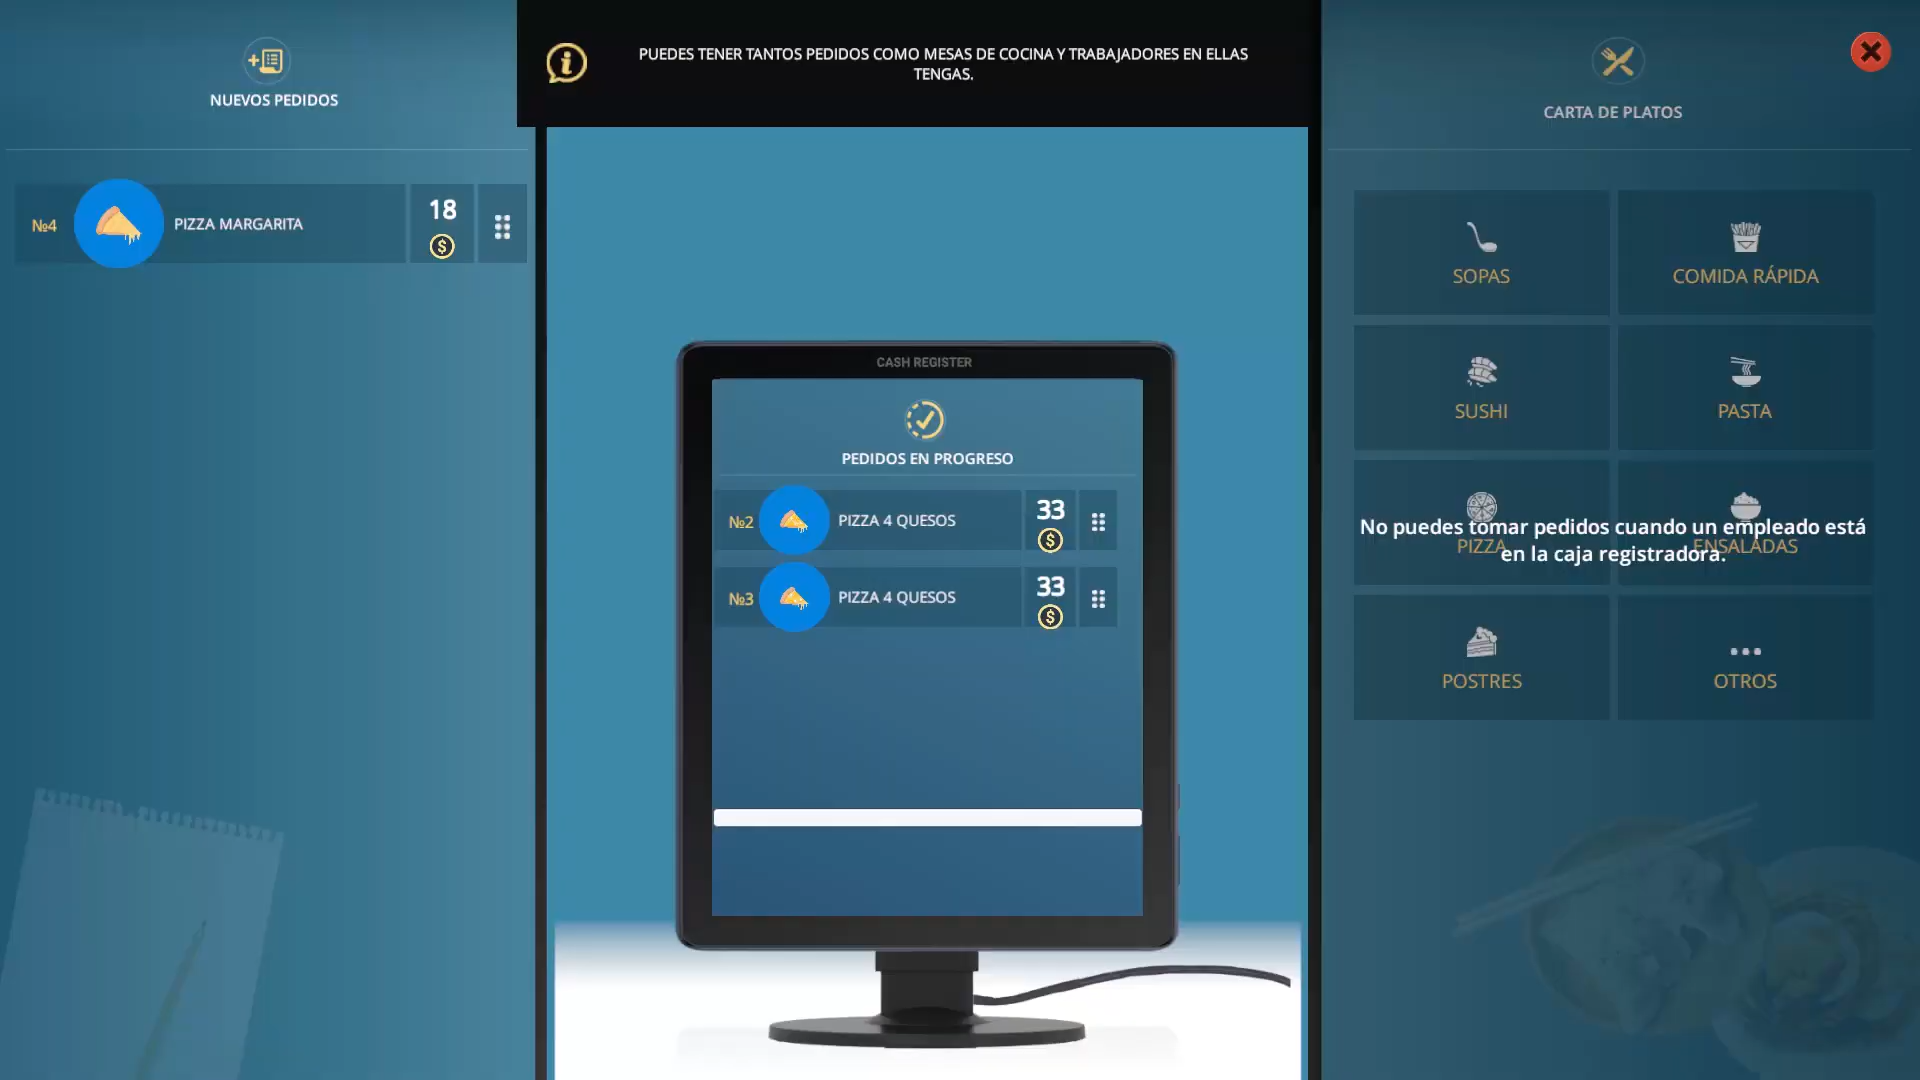 NUEVOS PEDIDOS
№4
PIZZA MARGARITA
18
PUEDES TENER TANTOS PEDIDOS COMO MESAS DE COCINA Y TRABAJADORES EN ELLAS
TENGAS.
CASH REGISTER
PEDIDOS EN PROGRESO
№2
PIZZA 4 QUESOS
33
№3
PIZZA 4 QUESOS
33
CARTA DE PLATOS
SOPAS
COMIDA RÁPIDA
SUSHI
PASTA
No puedes tomar pedidos cuando un empleado está
en la caja registradora.
PIZZA
ENSALADAS
POSTRES
OTROS